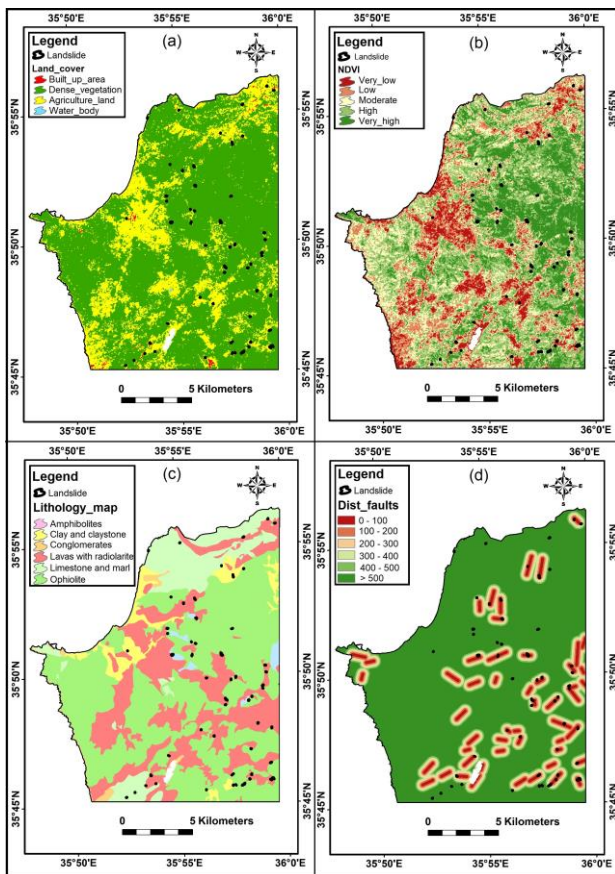 35°50'E 35°55'E 36°0'E
(a)
Legend
Landslide
Land_cover
Built_up_area
Dense_vegetation
Agriculture_land
Water_body
N
W E
S
35°55'N
35°50'N
35°45'N
0 5 Kilometers
35°50'E 35°55'E 36°0'E
35°50'E 35°55'E 36°0'E
(b)
Legend
Landslide
NDVI
Very_low
Low
Moderate
High
Very_high
N
W E
S
35°55'N
35°50'N
35°45'N
0 5 Kilometers
35°50'E 35°55'E 36°0'E
(c)
Legend
Landslide
Lithology_map
Amphibolites
Clay and claystone
Conglomerates
Lavas with radiolarite
Limestone and marl
Ophiolite
N
W E
S
35°55'N
35°50'N
35°45'N
0 5 Kilometers
35°50'E 35°55'E 36°0'E
(d)
Legend
Landslide
Dist_faults
0 - 100
100 - 200
200 - 300
300 - 400
400 - 500
> 500
N
W E
S
35°55'N
35°50'N
35°45'N
0 5 Kilometers
35°50'E 35°55'E 36°0'E